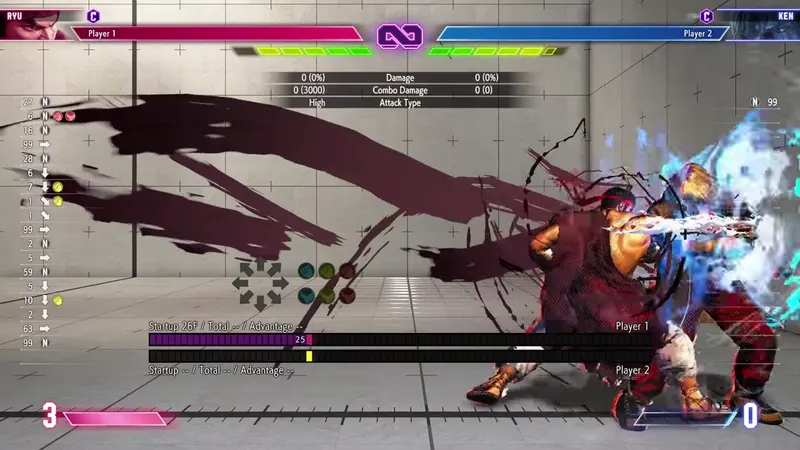 RYU C C KEN
Player 1 Player 2
0 (0%) Damage 0 (0%)
0 (3000) Combo Damage 0 (0)
High Attack Type
27 N
6 N
16 N
99
28 N
6
7
1
1
99
2 N
5
59 N
5
10
2
63
99 N
N 99
Startup 26F / Total -- / Advantage -- Player 1
25
Startup -- / Total -- / Advantage -- Player 2
3 0